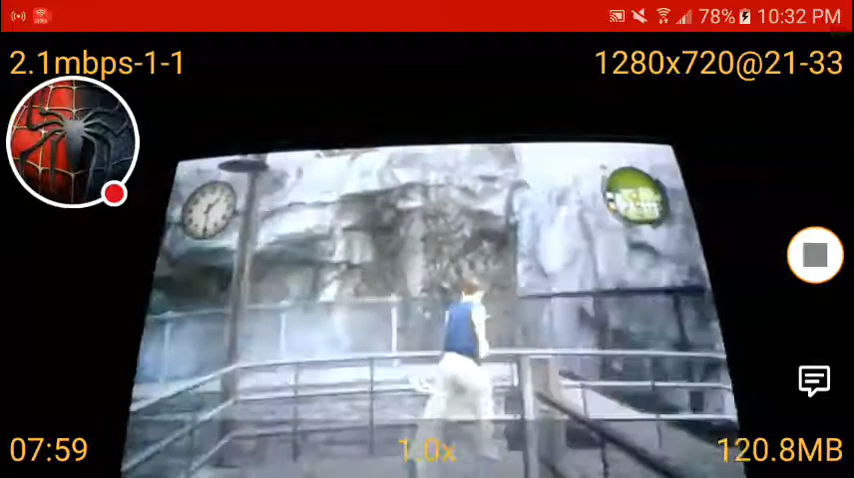 78% 10:32 PM
2.1mbps-1-1
1280x720@21-33
07:59
1.0x
120.8MB